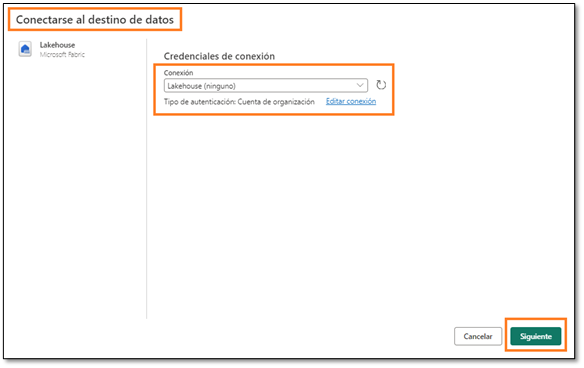 Conectarse al destino de datos
Lakehouse
Microsoft Fabric
Credenciales de conexión
Conexión
Lakehouse (ninguno)
Tipo de autenticación: Cuenta de organización Editar conexión
Cancelar Siguiente